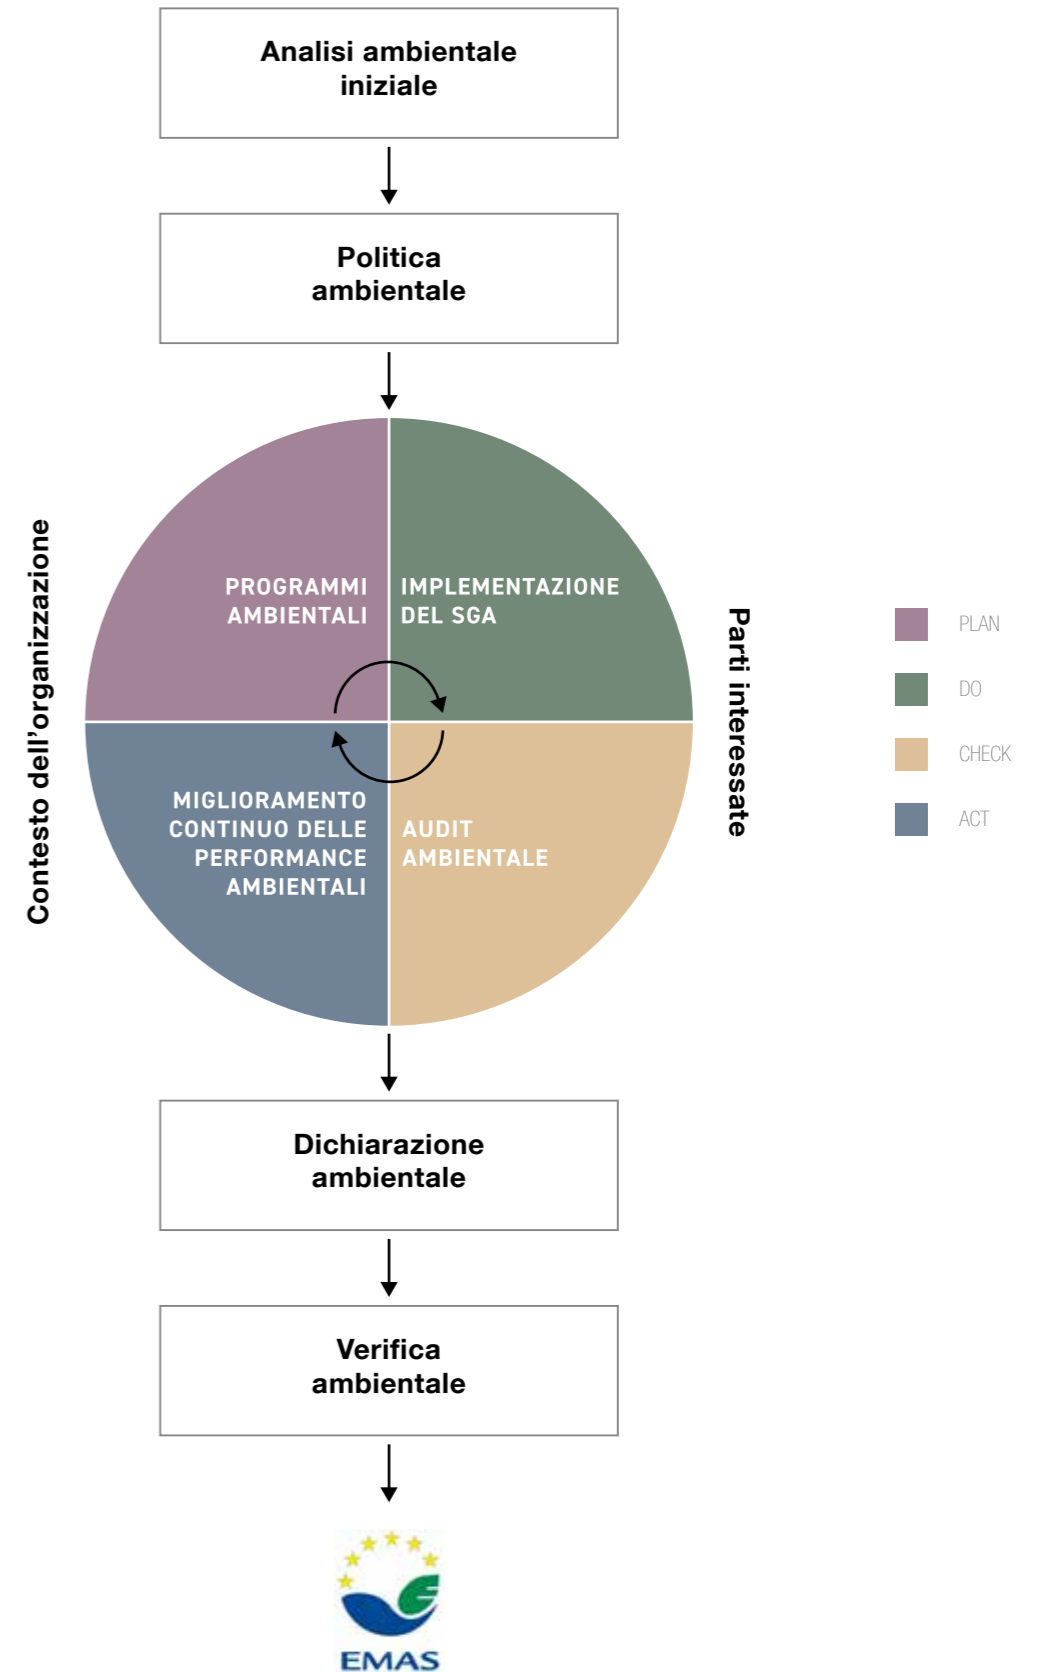 Analisi ambientale
iniziale
Politica
ambientale
Contesto dell'organizzazione
PROGRAMMI
AMBIENTALI
IMPLEMENTAZIONE
DEL SGA
MIGLIORAMENTO
CONTINUO DELLE
PERFORMANCE
AMBIENTALI
AUDIT
AMBIENTALE
Parti interessate
PLAN
DO
CHECK
ACT
Dichiarazione
ambientale
Verifica
ambientale
EMAS